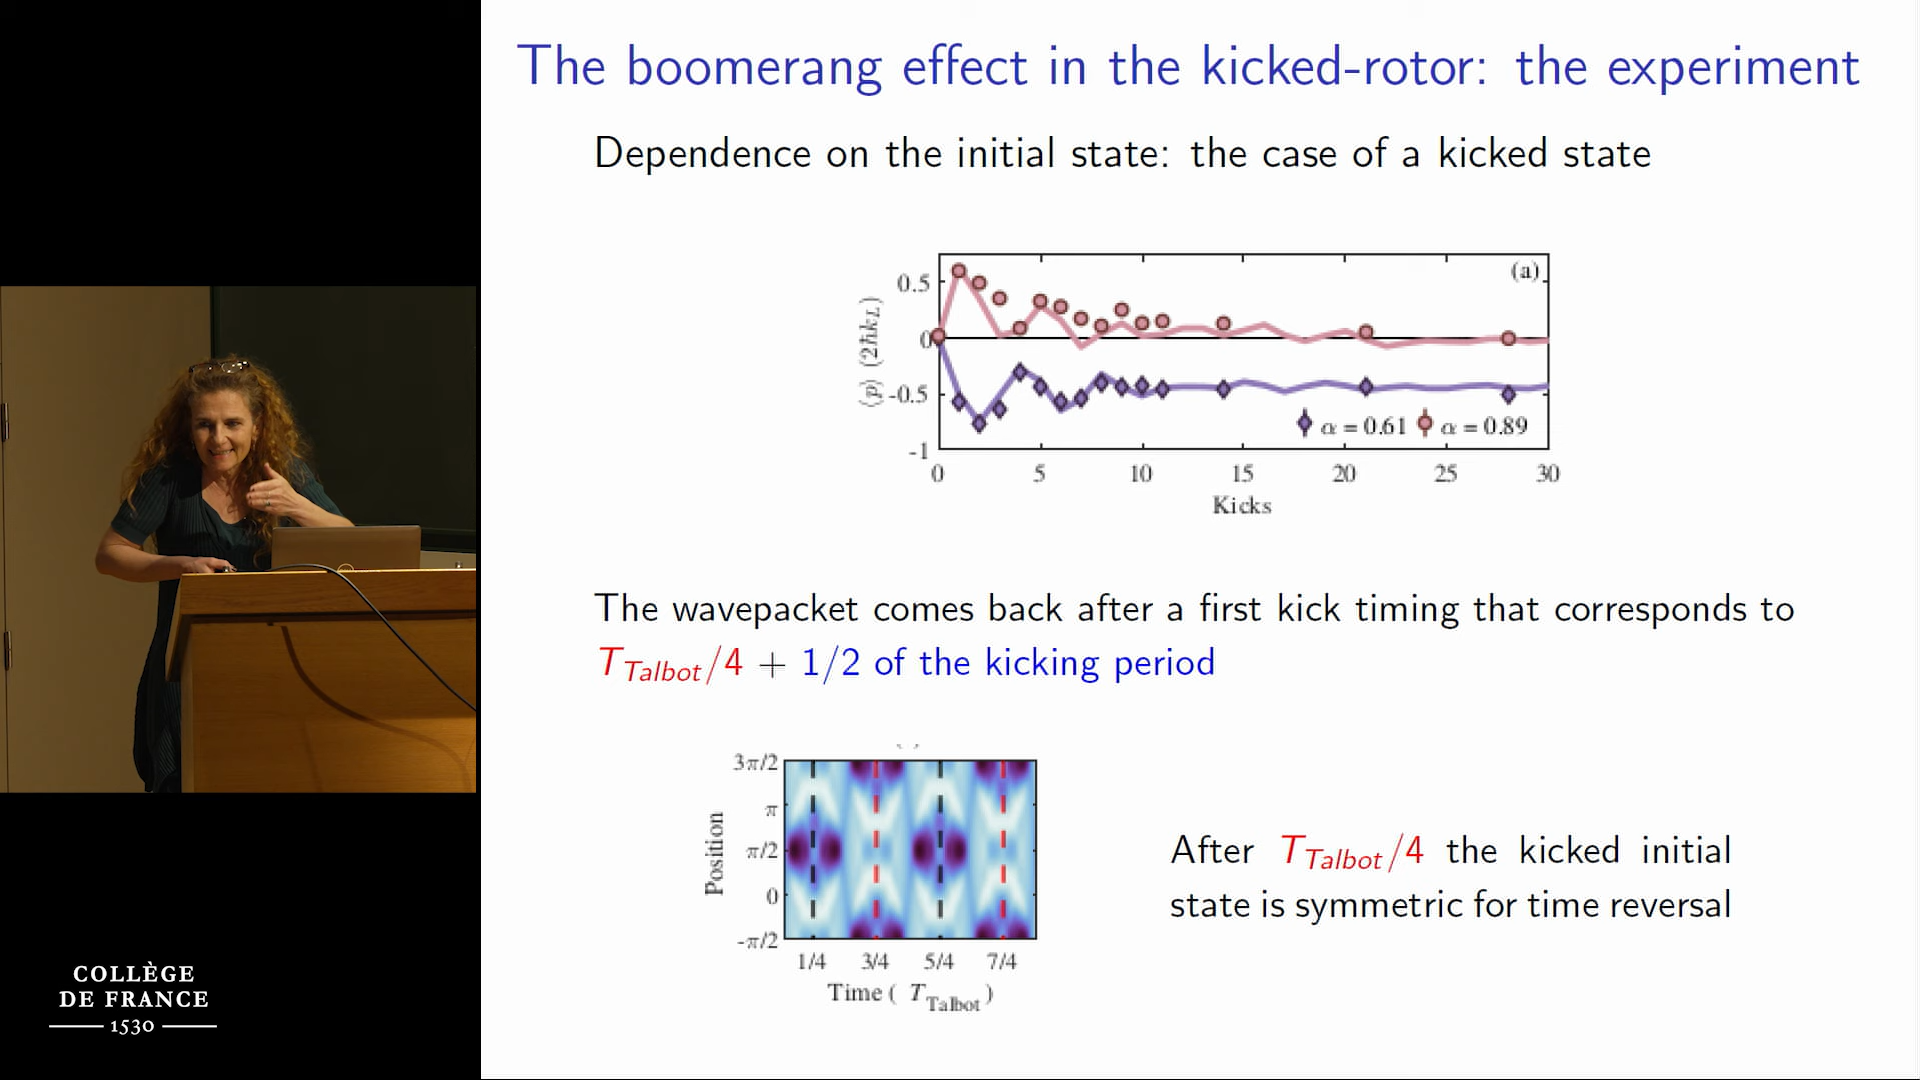 The boomerang effect in the kicked-rotor: the experiment
Dependence on the initial state: the case of a kicked state
(a)
0.5
0
-0.5
-1
⟨p⟩ (2ħk_L)
α = 0.61 α = 0.89
0 5 10 15 20 25 30
Kicks
The wavepacket comes back after a first kick timing that corresponds to
T_Talbot/4 + 1/2 of the kicking period
3π/2
π
π/2
0
-π/2
Position
1/4 3/4 5/4 7/4
Time ( T_Talbot )
After T_Talbot/4 the kicked initial
state is symmetric for time reversal
COLLÈGE
DE FRANCE
1530